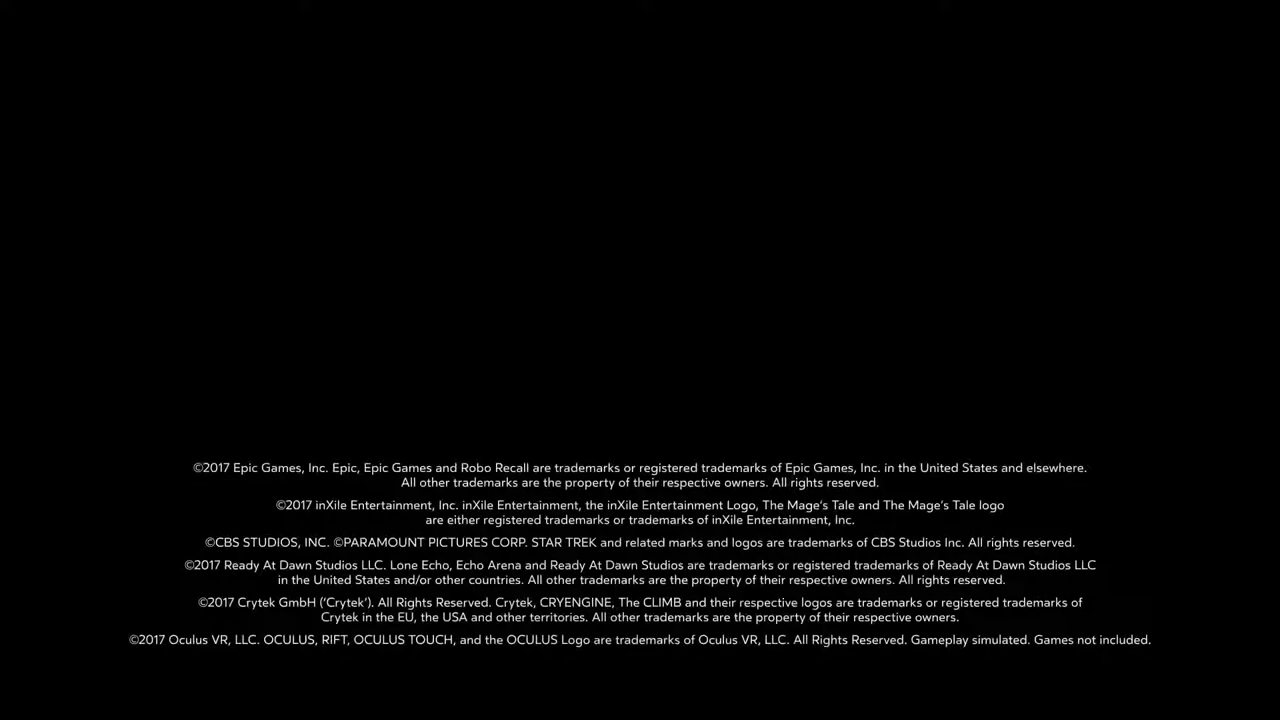 ©2017 Epic Games, Inc. Epic, Epic Games and Robo Recall are trademarks or registered trademarks of Epic Games, Inc. in the United States and elsewhere.
All other trademarks are the property of their respective owners. All rights reserved.
©2017 inXile Entertainment, Inc. inXile Entertainment, the inXile Entertainment Logo, The Mage's Tale and The Mage's Tale logo
are either registered trademarks or trademarks of inXile Entertainment, Inc.
©CBS STUDIOS, INC. ©PARAMOUNT PICTURES CORP. STAR TREK and related marks and logos are trademarks of CBS Studios Inc. All rights reserved.
©2017 Ready At Dawn Studios LLC. Lone Echo, Echo Arena and Ready At Dawn Studios are trademarks or registered trademarks of Ready At Dawn Studios LLC
in the United States and/or other countries. All other trademarks are the property of their respective owners. All rights reserved.
©2017 Crytek GmbH (‘Crytek’). All Rights Reserved. Crytek, CRYENGINE, The CLIMB and their respective logos are trademarks or registered trademarks of
Crytek in the EU, the USA and other territories. All other trademarks are the property of their respective owners.
©2017 Oculus VR, LLC. OCULUS, RIFT, OCULUS TOUCH, and the OCULUS Logo are trademarks of Oculus VR, LLC. All Rights Reserved. Gameplay simulated. Games not included.